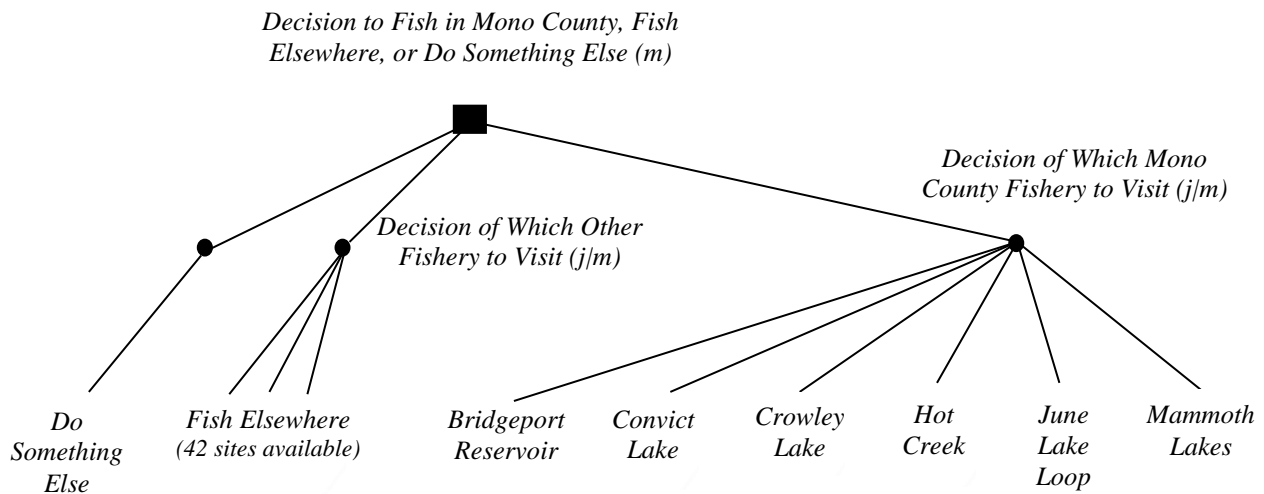 Decision to Fish in Mono County, Fish
Elsewhere, or Do Something Else (m)
Decision of Which Mono
County Fishery to Visit (j/m)
Decision of Which Other
Fishery to Visit (j/m)
Do
Something
Else
Fish Elsewhere
(42 sites available)
Bridgeport
Reservoir
Convict
Lake
Crowley
Lake
Hot
Creek
June
Lake
Loop
Mammoth
Lakes